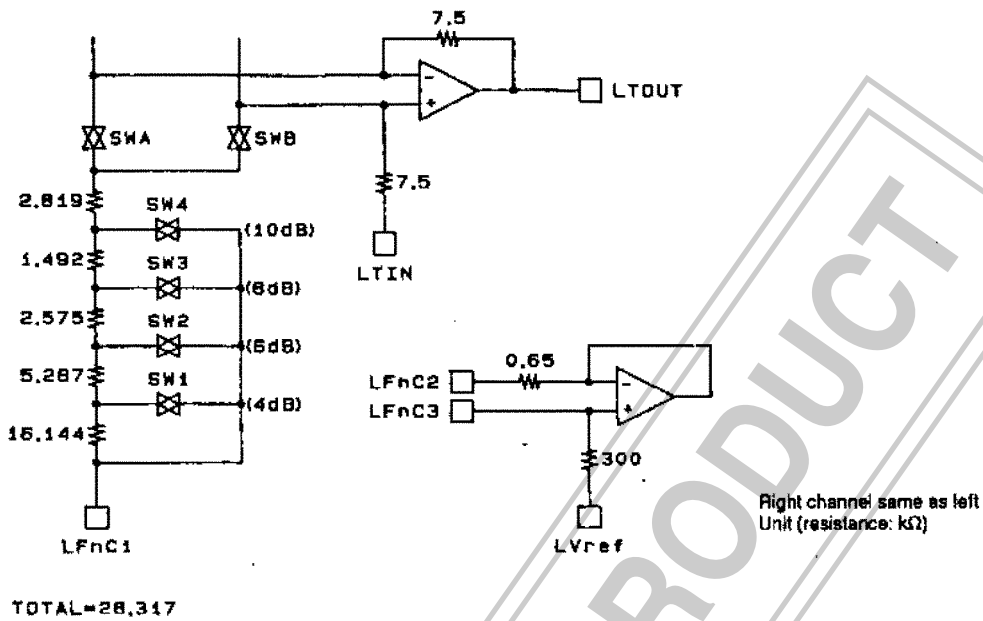 7.5
LTOUT
SWA
SWB
7.5
LTIN
2.819
SW4
(10dB)
1.492
SW3
(8dB)
2.575
SW2
(6dB)
5.287
SW1
(4dB)
16.144
LFnC1
0.65
LFnC2
LFnC3
300
LVref
Right channel same as left
Unit (resistance: kΩ)
TOTAL=28.317
RODUCT